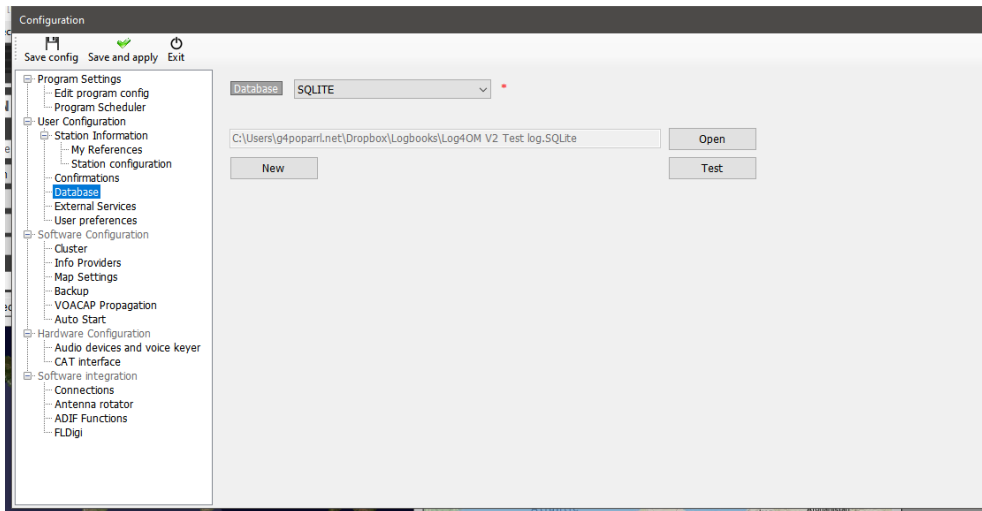 Configuration
Save config Save and apply Exit
Program Settings
Edit program config
Program Scheduler
User Configuration
Station Information
My References
Station configuration
Confirmations
Database
External Services
User preferences
Software Configuration
Cluster
Info Providers
Map Settings
Backup
VOACAP Propagation
Auto Start
Hardware Configuration
Audio devices and voice keyer
CAT interface
Software integration
Connections
Antenna rotator
ADIF Functions
FLDigi
Database SQLITE *
C:\Users\g4poparrl.net\Dropbox\Logbooks\Log4OM V2 Test log.SQLite Open
New Test